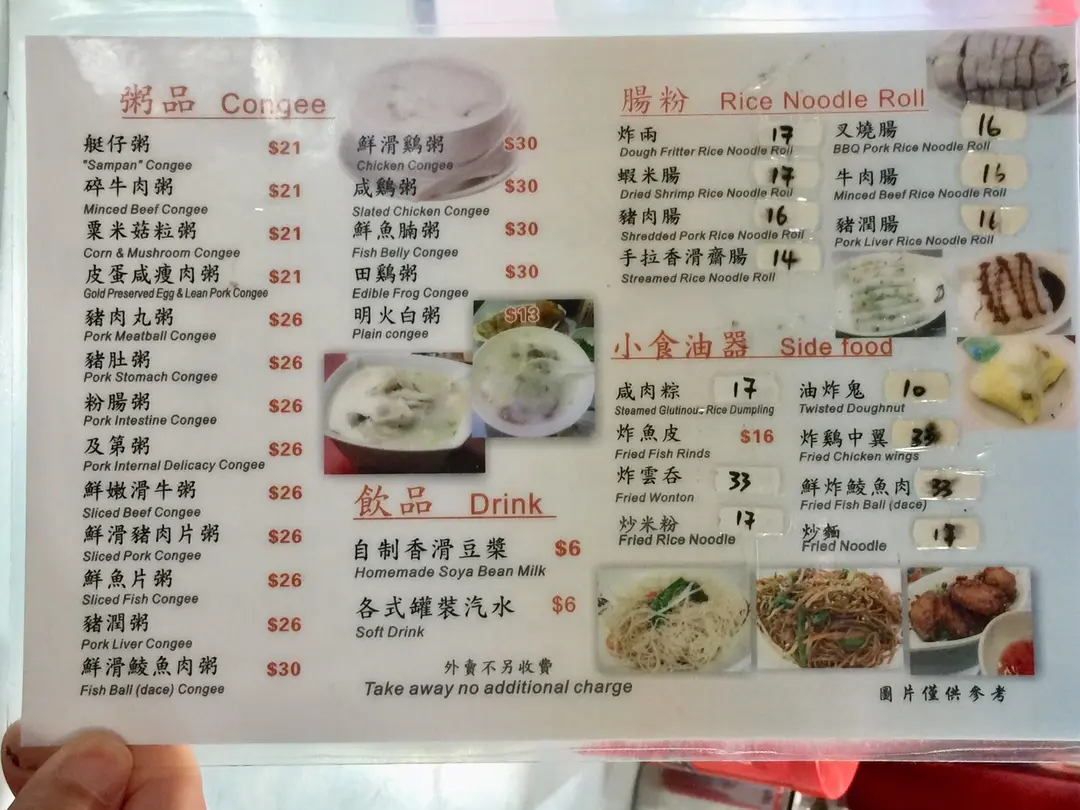 粥品 Congee
艇仔粥 $21
"Sampan" Congee
碎牛肉粥 $21
Minced Beef Congee
粟米菇粒粥 $21
Corn & Mushroom Congee
皮蛋咸瘦肉粥 $21
Gold Preserved Egg & Lean Pork Congee
豬肉丸粥 $26
Pork Meatball Congee
豬肚粥 $26
Pork Stomach Congee
粉腸粥 $26
Pork Intestine Congee
及第粥 $26
Pork Internal Delicacy Congee
鮮嫩滑牛粥 $26
Sliced Beef Congee
鮮滑豬肉片粥 $26
Sliced Pork Congee
鮮魚片粥 $26
Sliced Fish Congee
豬潤粥 $26
Pork Liver Congee
鮮滑鯪魚肉粥 $30
Fish Ball (dace) Congee
鮮滑鷄粥 $30
Chicken Congee
咸鷄粥 $30
Slated Chicken Congee
鮮魚腩粥 $30
Fish Belly Congee
田鷄粥 $30
Edible Frog Congee
明火白粥 $13
Plain congee
飲品 Drink
自制香滑豆漿 $6
Homemade Soya Bean Milk
各式罐裝汽水 $6
Soft Drink
外賣不另收費
Take away no additional charge
腸粉 Rice Noodle Roll
炸兩 17
Dough Fritter Rice Noodle Roll
蝦米腸 17
Dried Shrimp Rice Noodle Roll
豬肉腸 16
Shredded Pork Rice Noodle Roll
手拉香滑齋腸 14
Streamed Rice Noodle Roll
叉燒腸 16
BBQ Pork Rice Noodle Roll
牛肉腸
Minced Beef Rice Noodle Roll
豬潤腸 16
Pork Liver Rice Noodle Roll
小食油器 Side food
咸肉粽 17
Steamed Glutinous Rice Dumpling
炸魚皮 $16
Fried Fish Rinds
炸雲吞 33
Fried Wonton
炒米粉 17
Fried Rice Noodle
油炸鬼 10
Twisted Doughnut
炸鷄中翼 33
Fried Chicken wings
鮮炸鯪魚肉 33
Fried Fish Ball (dace)
炒麵 17
Fried Noodle
圖片僅供參考